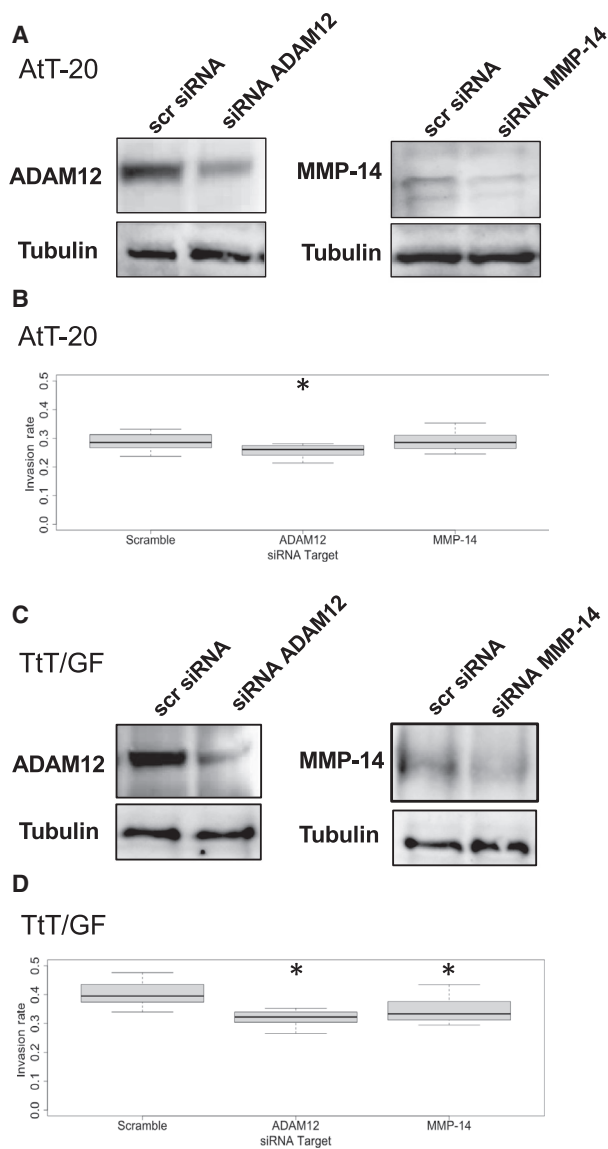 A
AtT-20
scr siRNA
siRNA ADAM12
scr siRNA
siRNA MMP-14
ADAM12
MMP-14
Tubulin
Tubulin
B
AtT-20
*
Invasion rate
0.5
0.4
0.3
0.2
0.1
0.0
Scramble
ADAM12
MMP-14
siRNA Target
C
TtT/GF
scr siRNA
siRNA ADAM12
scr siRNA
siRNA MMP-14
ADAM12
MMP-14
Tubulin
Tubulin
D
TtT/GF
*
*
Invasion rate
0.5
0.4
0.3
0.2
0.1
0.0
Scramble
ADAM12
MMP-14
siRNA Target